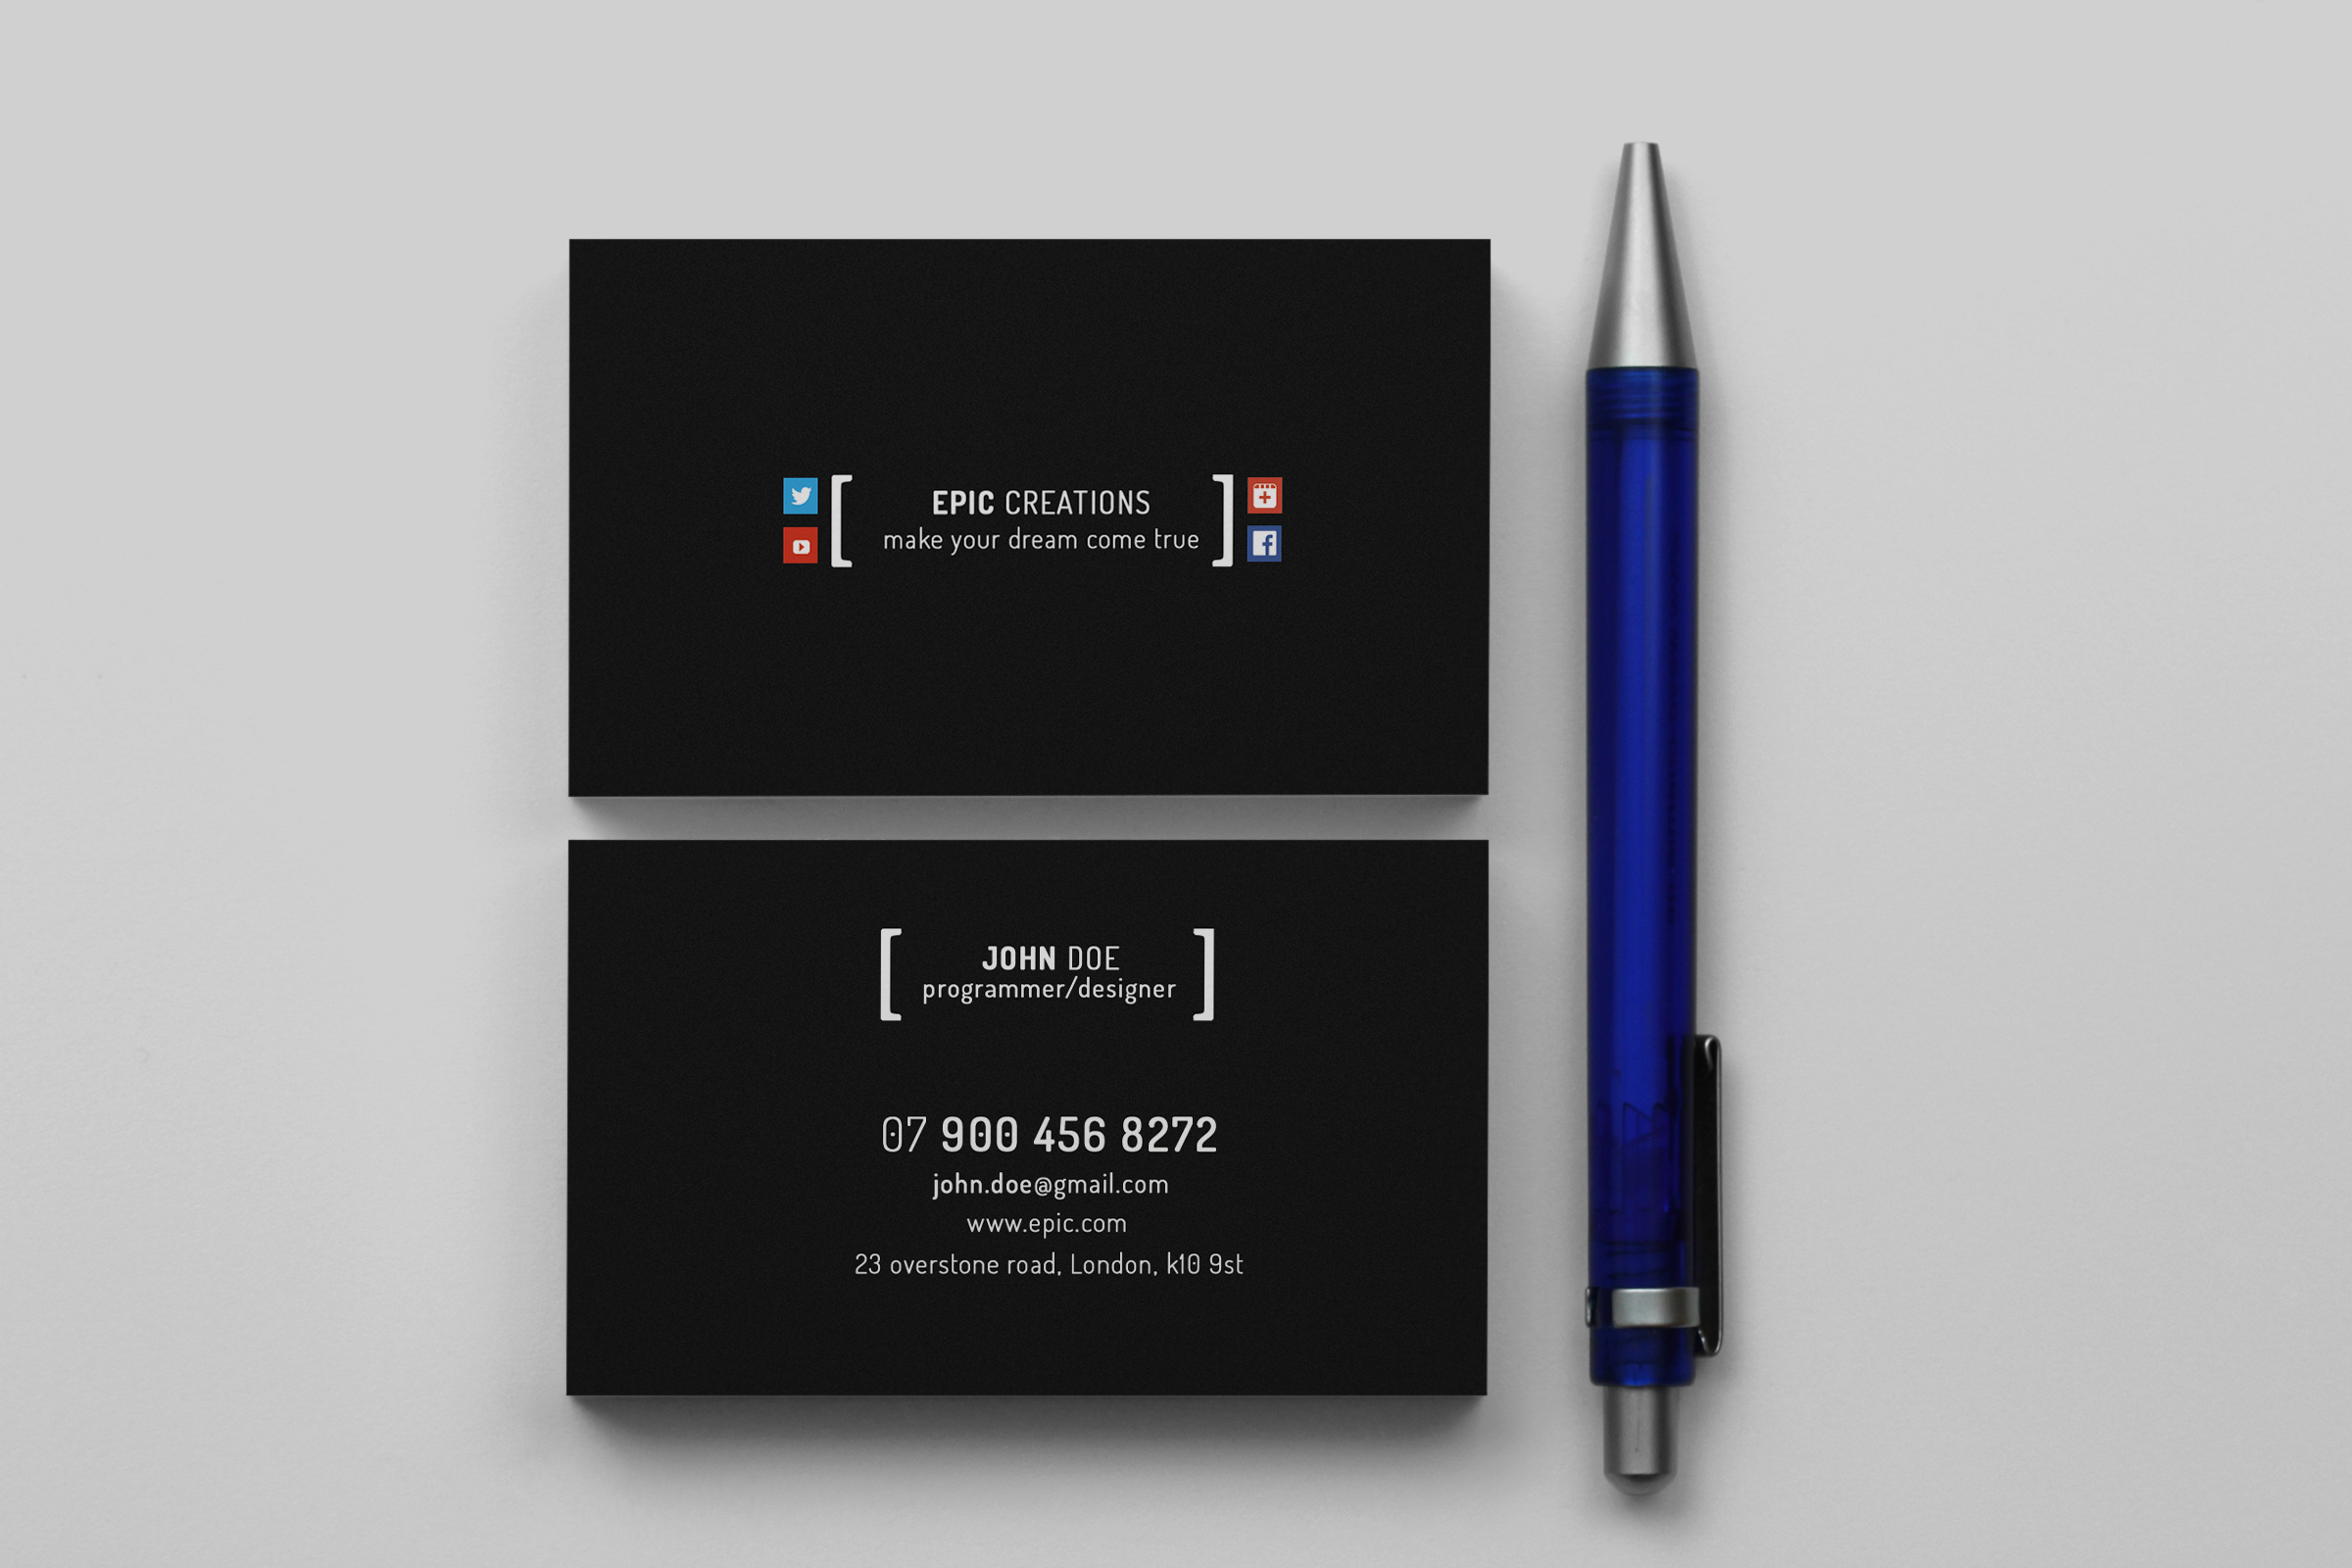 [ EPIC CREATIONS ]
make your dream come true
[ JOHN DOE ]
programmer/designer
07 900 456 8272
john.doe@gmail.com
www.epic.com
23 overstone road, London, k10 9st